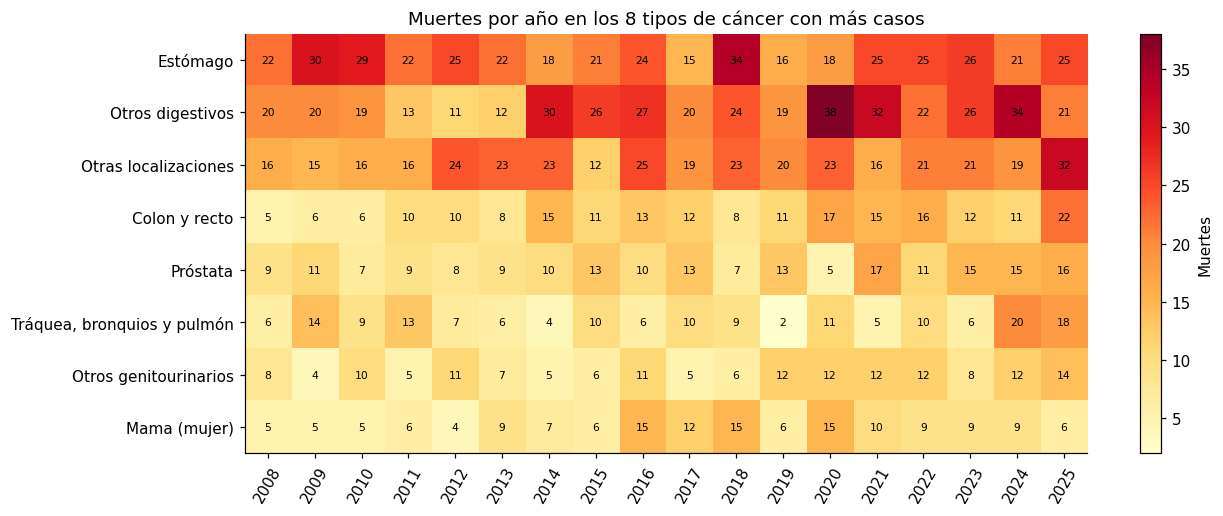 Muertes por año en los 8 tipos de cáncer con más casos
Estómago 22 30 29 22 25 22 18 21 24 15 34 16 18 25 25 26 21 25
Otros digestivos 20 20 19 13 11 12 30 26 27 20 24 19 38 32 22 26 34 21
Otras localizaciones 16 15 16 16 24 23 23 12 25 19 23 20 23 16 21 21 19 32
Colon y recto 5 6 6 10 10 8 15 11 13 12 8 11 17 15 16 12 11 22
Próstata 9 11 7 9 8 9 10 13 10 13 7 13 5 17 11 15 15 16
Tráquea, bronquios y pulmón 6 14 9 13 7 6 4 10 6 10 9 2 11 5 10 6 20 18
Otros genitourinarios 8 4 10 5 11 7 5 6 11 5 6 12 12 12 12 8 12 14
Mama (mujer) 5 5 5 6 4 9 7 6 15 12 15 6 15 10 9 9 9 6
2008 2009 2010 2011 2012 2013 2014 2015 2016 2017 2018 2019 2020 2021 2022 2023 2024 2025
35
30
25
20
15
10
5
Muertes